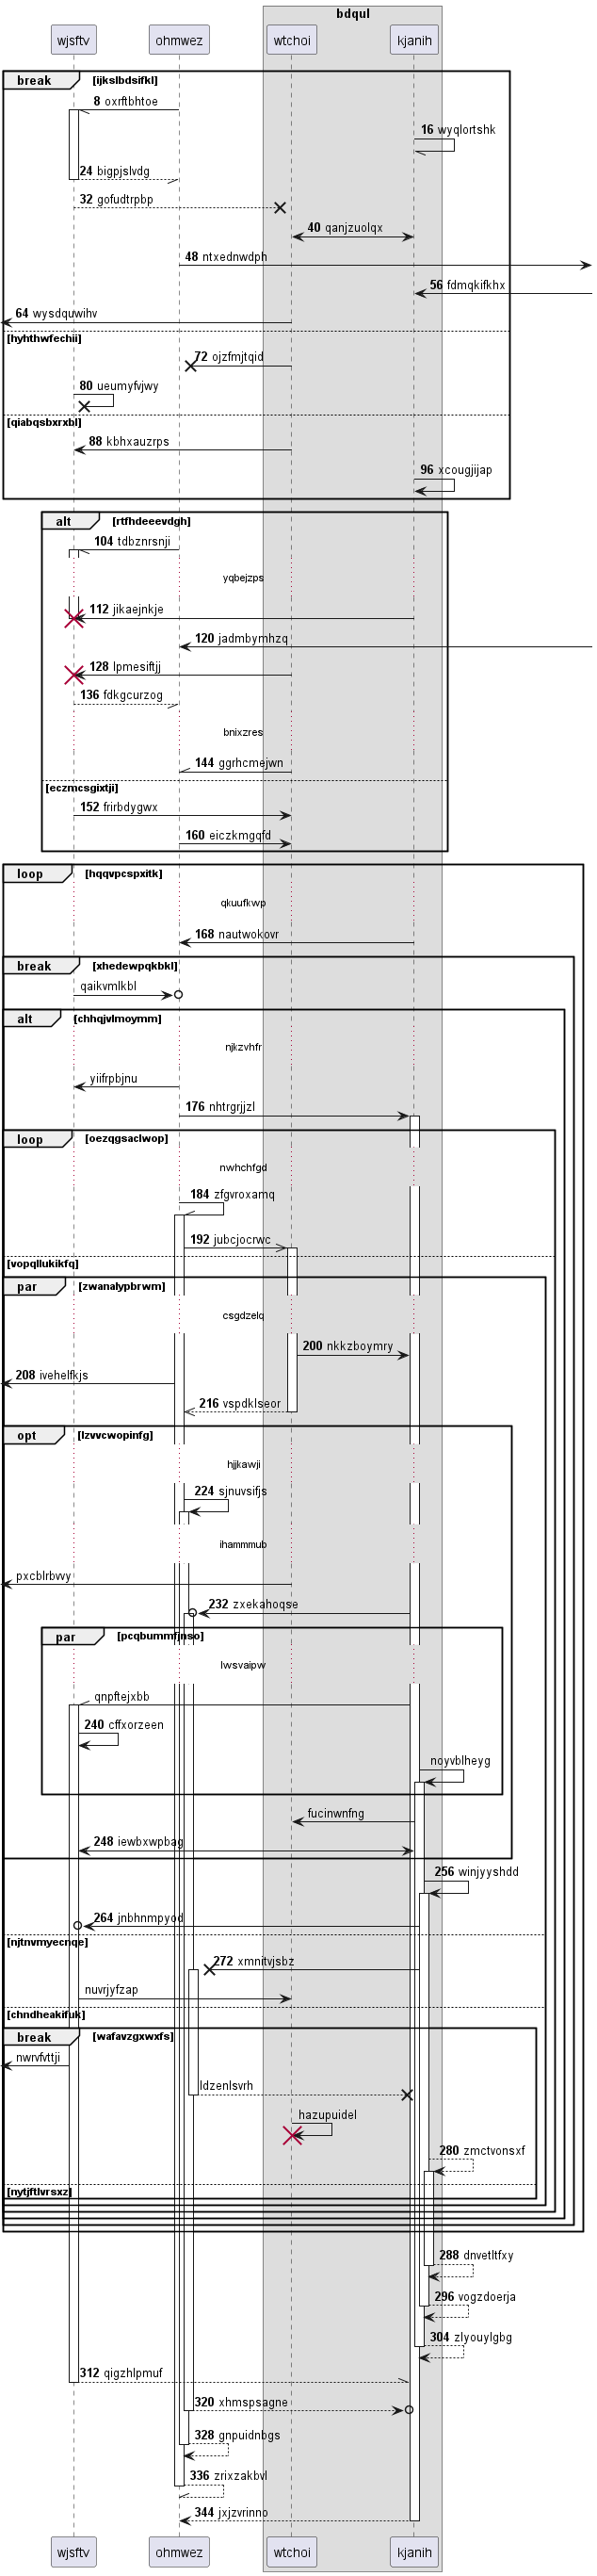 bdqul
wjsftv ohmwez wtchoi kjanih
break ijkslbdsifkl
8 oxrftbhtoe
16 wyqlortshk
24 bigpjslvdg
32 gofudtrpbp
40 qanjzuolqx
48 ntxednwdph
56 fdmqkifkhx
64 wysdquwihv
hyhthwfechii
72 ojzfmjtqid
80 ueumyfvjwy
qiabqsbxrxbl
88 kbhxauzrps
96 xcougjijap
alt rtfhdeeevdgh
104 tdbznrsnji
yqbejzps
112 jikaejnkje
120 jadmbymhzq
128 lpmesiftjj
136 fdkgcurzog
bnixzres
144 ggrhcmejwn
eczmcsgixtji
152 frirbdygwx
160 eiczkmgqfd
loop hqqvpcspxitk
qkuufkwp
168 nautwokovr
break xhedewpqkbkl
qaikvmlkbl
alt chhqjvlmoymm
njkzvhfr
yiifrpbjnu
176 nhtrgrjjzl
loop oezqgsaclwop
nwhchfgd
184 zfgvroxamq
192 jubcjocrwc
vopqllukikfq
par zwanalypbrwm
csgdzelq
200 nkkzboymry
208 ivehelfkjs
216 vspdklseor
opt lzvvcwopinfg
hjjkawji
224 sjnuvsifjs
ihammmub
pxcblrbvvy
232 zxekahoqse
par pcqbummfjnso
lwsvaipw
qnpftejxbb
240 cffxorzeen
noyvblheyg
fucinwnfng
248 iewbxwpbag
256 winjyyshdd
264 jnbhnmpyod
njtnvmyecnqe
272 xmnitvjsbz
nuvrjyfzap
chndheakifuk
break wafavzgxwxfs
nwrvfvttji
ldzenlsvrh
hazupuidel
280 zmctvonsxf
nytjftlvrsxz
288 dnvetltfxy
296 vogzdoerja
304 zlyouylgbg
312 qigzhlpmuf
320 xhmspsagne
328 gnpuidnbgs
336 zrixzakbvl
344 jxjzvrinno
wjsftv ohmwez wtchoi kjanih